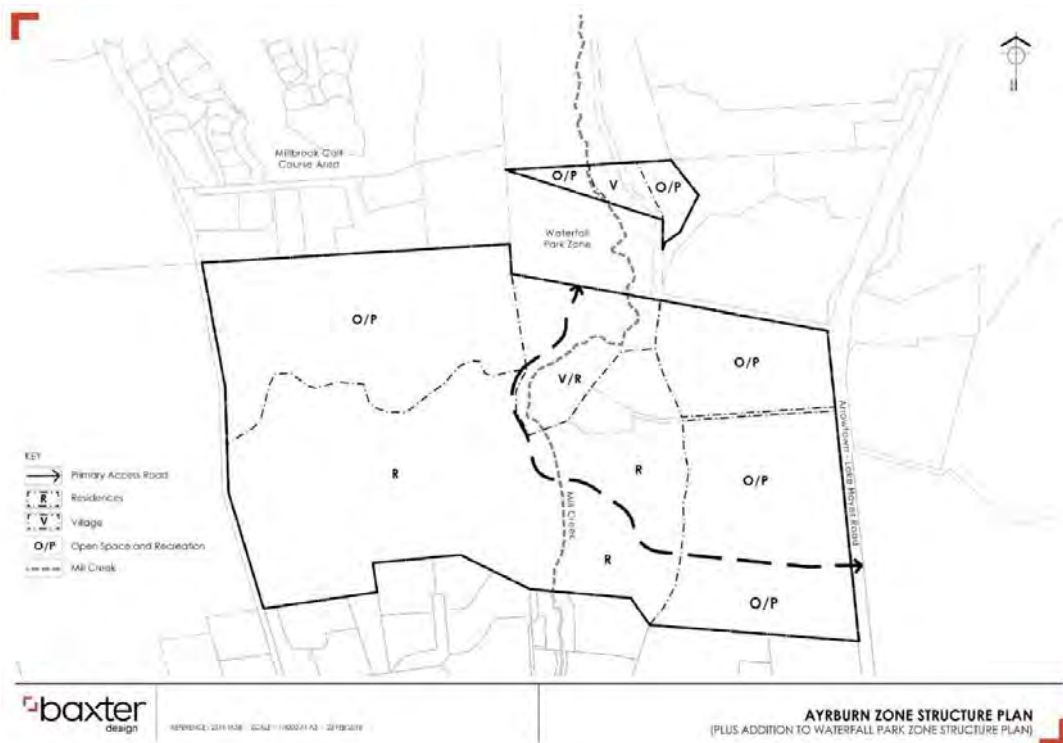 Millbrook Golf
Course Area
O/P
V
O/P
Waterfall
Park Zone
O/P
O/P
V/R
Arrowtown - Lake Hayes Road
R
R
O/P
Mill Creek
R
O/P
KEY
Primary Access Road
R Residences
V Village
O/P Open Space and Recreation
Mill Creek
baxter
design
AYRBURN ZONE STRUCTURE PLAN
(PLUS ADDITION TO WATERFALL PARK ZONE STRUCTURE PLAN)